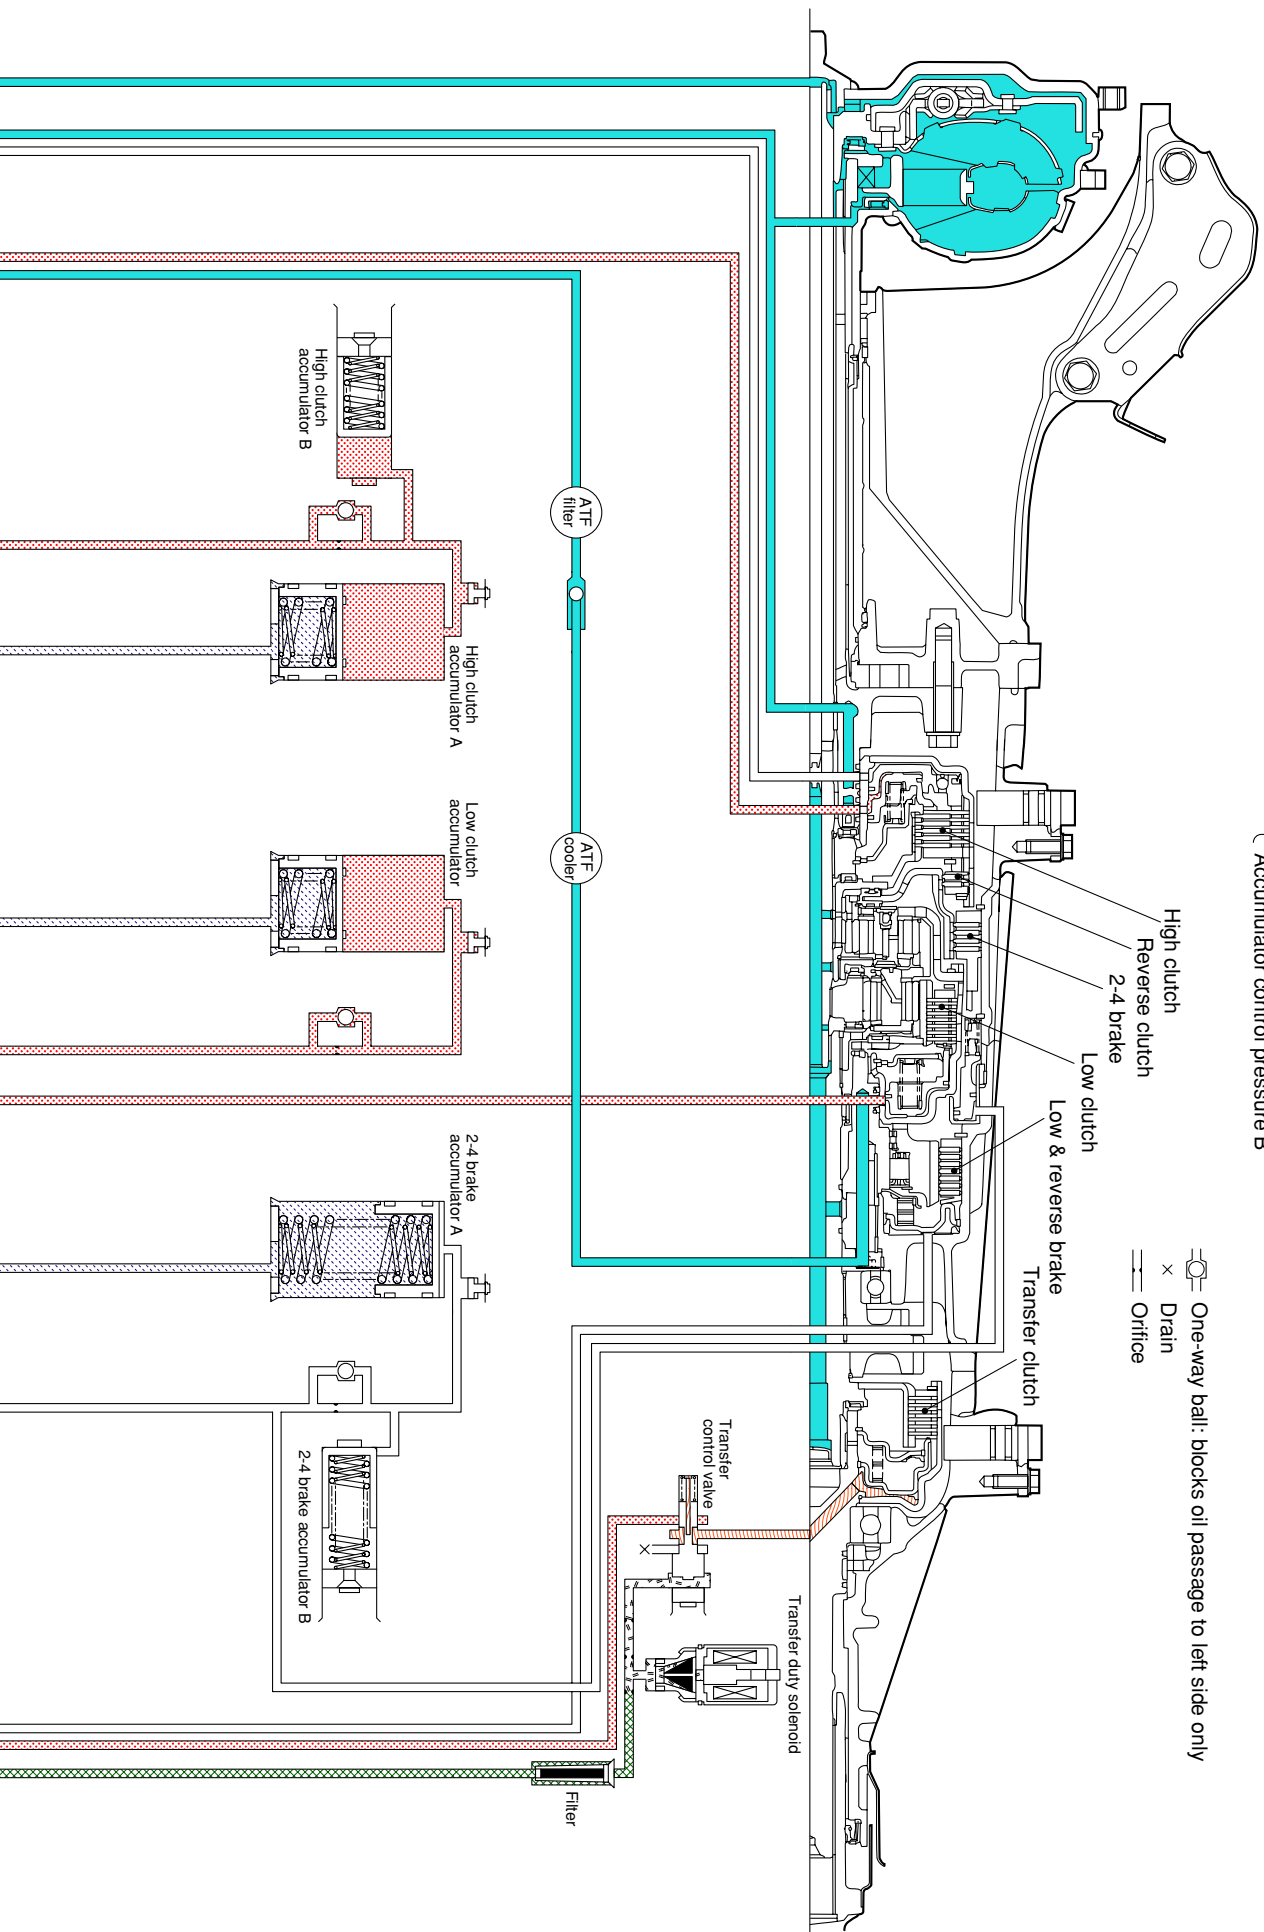 Accumulator control pressure B
One-way ball: blocks oil passage to left side only
Drain
Orifice
High clutch
Reverse clutch
2-4 brake
Low clutch
Low & reverse brake
Transfer clutch
ATF
filter
ATF
cooler
High clutch
accumulator B
High clutch
accumulator A
Low clutch
accumulator
2-4 brake
accumulator A
2-4 brake accumulator B
Transfer
control valve
Transfer duty solenoid
Filter